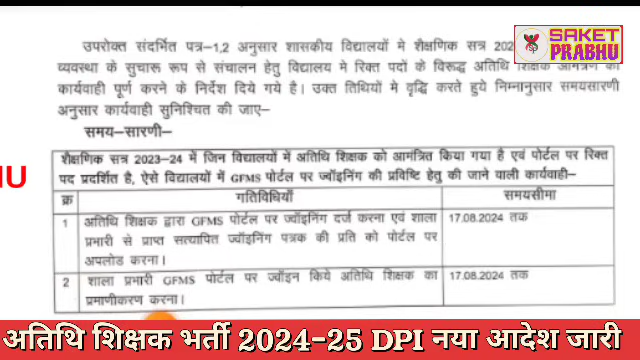 SAKET
PRABHU
उपरोक्त संदर्भित पत्र–1,2 अनुसार शासकीय विद्यालयों मे शैक्षणिक सत्र
व्यवस्था के सुचारू रूप से संचालन हेतु विद्यालय मे रिक्त पदों के विरूद्ध अतिथि शिक्षक आमंत्रण की
कार्यवाही पूर्ण करने के निर्देश दिये गये है। उक्त तिथियों मे वृद्धि करते हुये निम्नानुसार समयसारणी
अनुसार कार्यवाही सुनिश्चित की जाए–
समय–सारणी–
शैक्षणिक सत्र 2023–24 में जिन विद्यालयों में अतिथि शिक्षक को आमंत्रित किया गया है एवं पोर्टल पर रिक्त
पद प्रदर्शित है, ऐसे विद्यालयों में GFMS पोर्टल पर ज्वॉइनिंग की प्रविष्टि हेतु की जाने वाली कार्यवाही–
क्र गतिविधियॉं समयसीमा
1 अतिथि शिक्षक द्वारा GFMS पोर्टल पर ज्वॉइनिंग दर्ज करना एवं शाला 17.08.2024 तक
प्रभारी से प्राप्त सत्यापित ज्वॉइनिंग पत्रक की प्रति को पोर्टल पर
अपलोड करना।
2 शाला प्रभारी GFMS पोर्टल पर ज्वॉइन किये अतिथि शिक्षक का 17.08.2024 तक
प्रमाणीकरण करना।
HU
अतिथि शिक्षक भर्ती 2024-25 DPI नया आदेश जारी